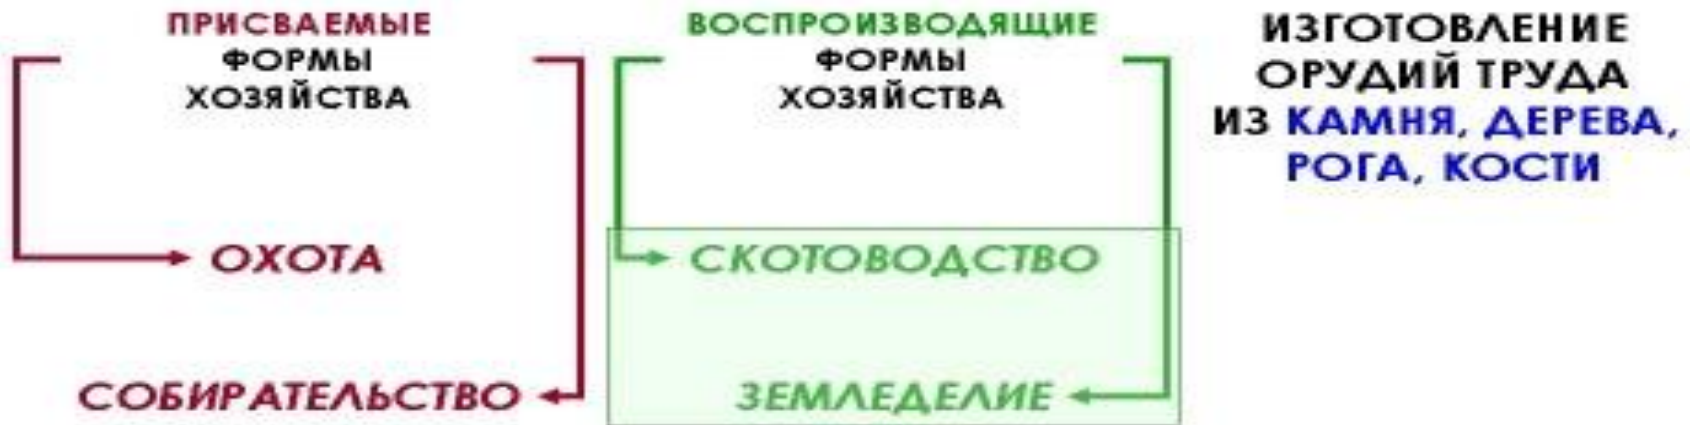 ПРИСВАЕМЫЕ
ФОРМЫ
ХОЗЯЙСТВА
ОХОТА
СОБИРАТЕЛЬСТВО
ВОСПРОИЗВОДЯЩИЕ
ФОРМЫ
ХОЗЯЙСТВА
СКОТОВОДСТВО
ЗЕМЛЕДЕЛИЕ
ИЗГОТОВЛЕНИЕ
ОРУДИЙ ТРУДА
ИЗ КАМНЯ, ДЕРЕВА,
РОГА, КОСТИ